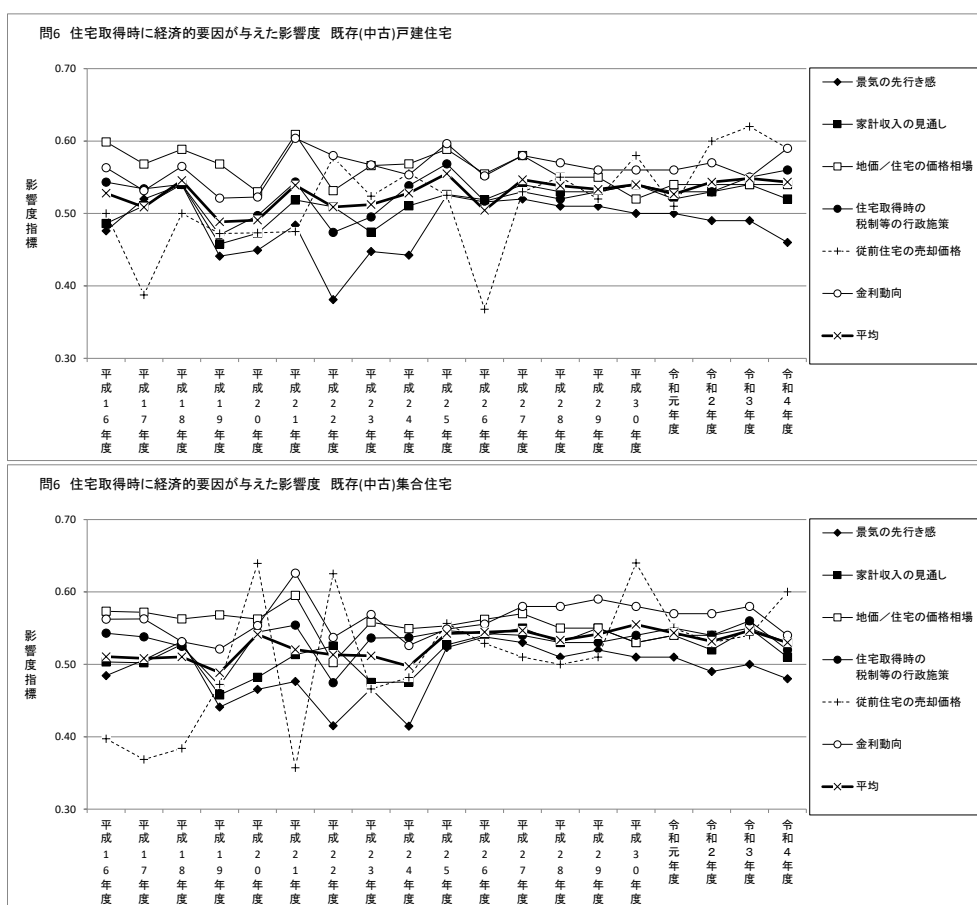 問6 住宅取得時に経済的要因が与えた影響度 既存(中古)戸建住宅
影響度指標
0.70
0.60
0.50
0.40
0.30
平成16年度
平成17年度
平成18年度
平成19年度
平成20年度
平成21年度
平成22年度
平成23年度
平成24年度
平成25年度
平成26年度
平成27年度
平成28年度
平成29年度
平成30年度
令和元年度
令和2年度
令和3年度
令和4年度
景気の先行き感
家計収入の見通し
地価／住宅の価格相場
住宅取得時の
税制等の行政施策
従前住宅の売却価格
金利動向
平均
問6 住宅取得時に経済的要因が与えた影響度 既存(中古)集合住宅
影響度指標
0.70
0.60
0.50
0.40
0.30
平成16年度
平成17年度
平成18年度
平成19年度
平成20年度
平成21年度
平成22年度
平成23年度
平成24年度
平成25年度
平成26年度
平成27年度
平成28年度
平成29年度
平成30年度
令和元年度
令和2年度
令和3年度
令和4年度
景気の先行き感
家計収入の見通し
地価／住宅の価格相場
住宅取得時の
税制等の行政施策
従前住宅の売却価格
金利動向
平均